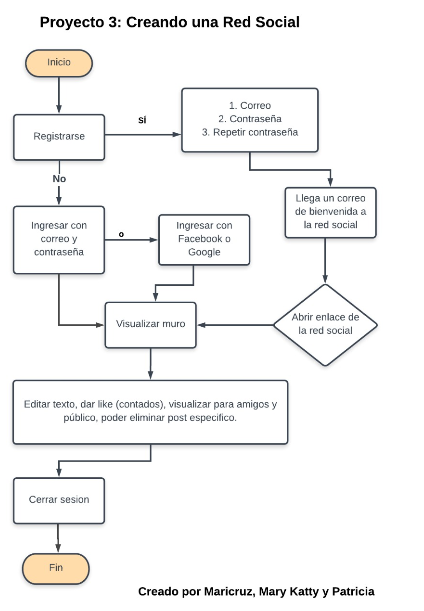 Proyecto 3: Creando una Red Social
Inicio
Registrarse
si
1. Correo
2. Contraseña
3. Repetir contraseña
No
Llega un correo
de bienvenida a
la red social
Ingresar con
correo y
contraseña
o
Ingresar con
Facebook o
Google
Visualizar muro
Abrir enlace de
la red social
Editar texto, dar like (contados), visualizar para amigos y
público, poder eliminar post especifico.
Cerrar sesion
Fin
Creado por Maricruz, Mary Katty y Patricia